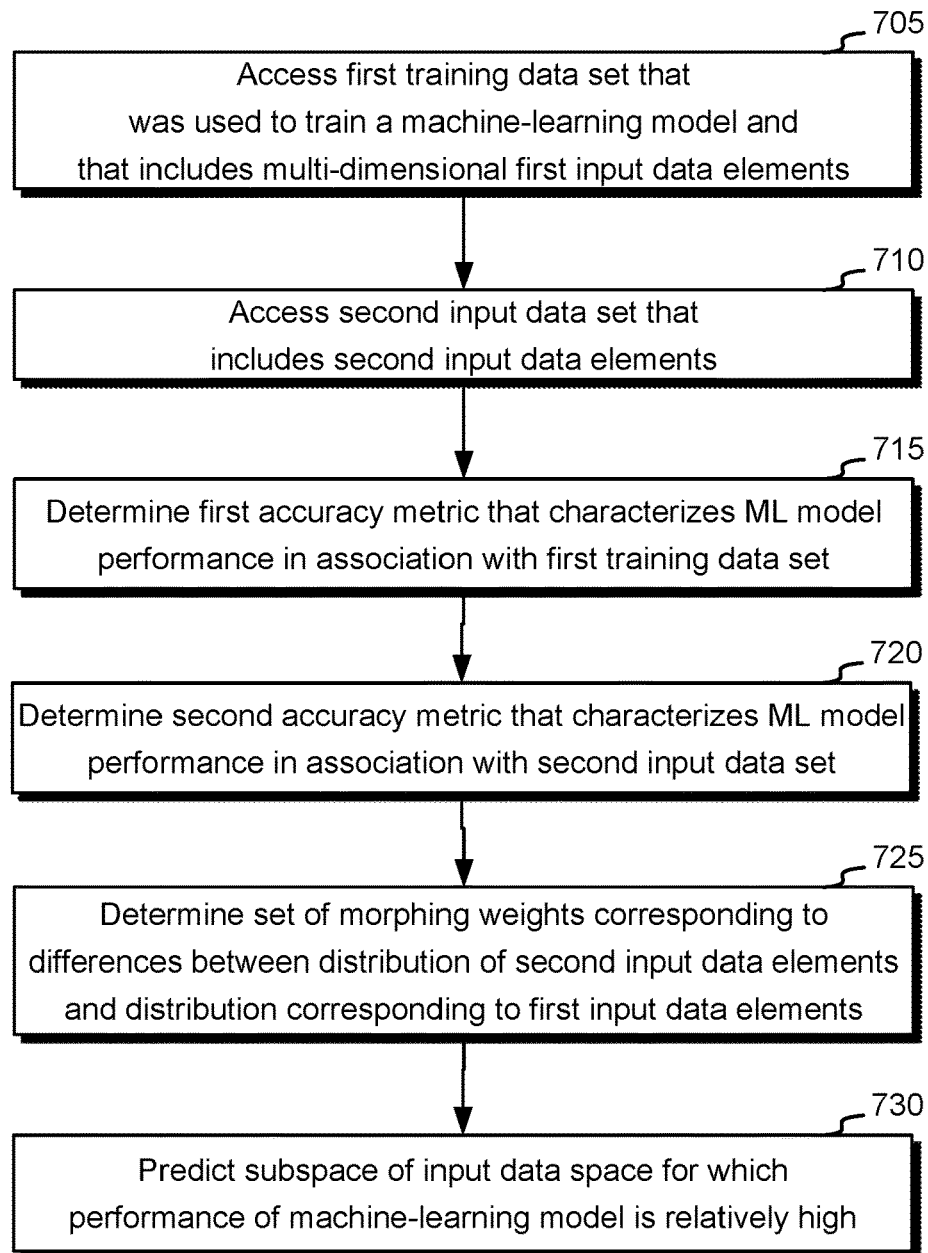 705
Access first training data set that
was used to train a machine-learning model and
that includes multi-dimensional first input data elements
710
Access second input data set that
includes second input data elements
715
Determine first accuracy metric that characterizes ML model
performance in association with first training data set
720
Determine second accuracy metric that characterizes ML model
performance in association with second input data set
725
Determine set of morphing weights corresponding to
differences between distribution of second input data elements
and distribution corresponding to first input data elements
730
Predict subspace of input data space for which
performance of machine-learning model is relatively high